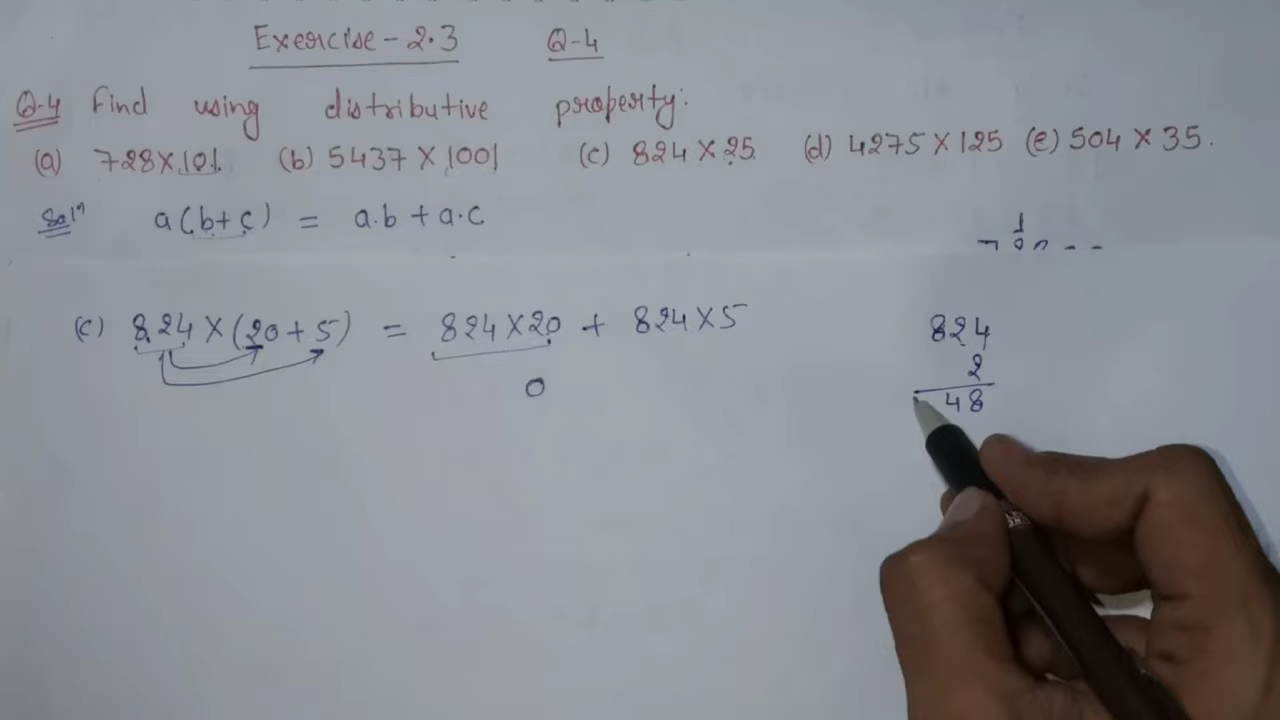 Exercise - 2.3 Q-4
Q-4 Find using distributive property:
(a) 728×101. (b) 5437 × 1001 (c) 824 × 25. (d) 4275 × 125 (e) 504 × 35.
Solⁿ a(b+c) = a.b + a.c
(c) 824 × (20+5) = 824×20 + 824×5
0
824
2
48